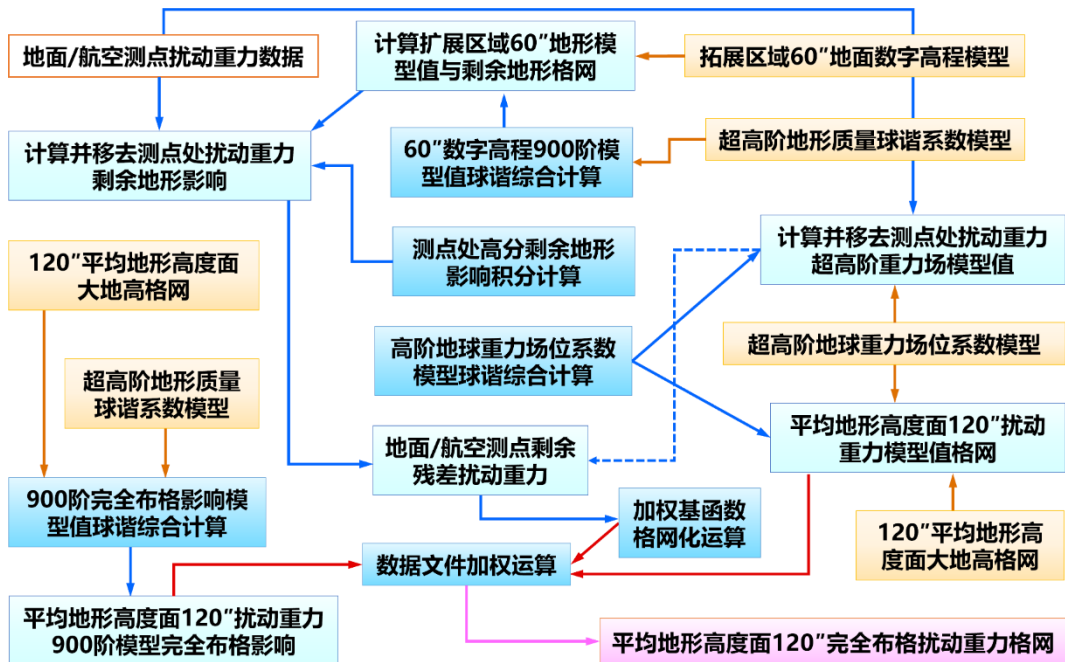 地面/航空测点扰动重力数据
计算扩展区域60″地形模
型值与剩余地形格网
拓展区域60″地面数字高程模型
计算并移去测点处扰动重力
剩余地形影响
60″数字高程900阶模
型值球谐综合计算
超高阶地形质量球谐系数模型
测点处高分剩余地形
影响积分计算
计算并移去测点处扰动重力
超高阶重力场模型值
120″平均地形高度面
大地高格网
高阶地球重力场位系数
模型球谐综合计算
超高阶地球重力场位系数模型
超高阶地形质量
球谐系数模型
地面/航空测点剩余
残差扰动重力
平均地形高度面120″扰动
重力模型值格网
900阶完全布格影响模
型值球谐综合计算
加权基函数
格网化运算
120″平均地形高
度面大地高格网
数据文件加权运算
平均地形高度面120″扰动重力
900阶模型完全布格影响
平均地形高度面120″完全布格扰动重力格网